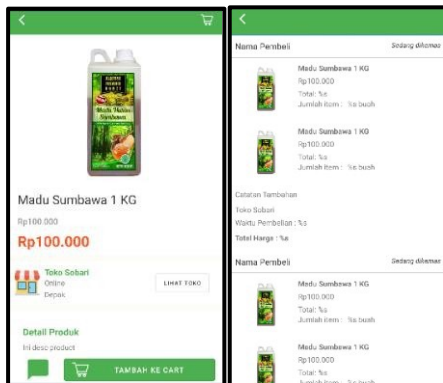 Madu Hutan
Sumbawa
Madu Sumbawa 1 KG
Rp100.000
Rp100.000
Toko Sobari
Online
Depok
LIHAT TOKO
Detail Produk
Ini desc product
TAMBAH KE CART
Nama Pembeli
Sedang dikemas
Madu Sumbawa 1 KG
Rp100.000
Total: %s
Jumlah item : %s buah
Madu Sumbawa 1 KG
Rp100.000
Total: %s
Jumlah item : %s buah
Catatan Tambahan
Toko Sobari
Waktu Pembelian : %s
Total Harga : %s
Nama Pembeli
Sedang dikemas
Madu Sumbawa 1 KG
Rp100.000
Total: %s
Jumlah item : %s buah
Madu Sumbawa 1 KG
Rp100.000
Total: %s
Jumlah item : %s buah